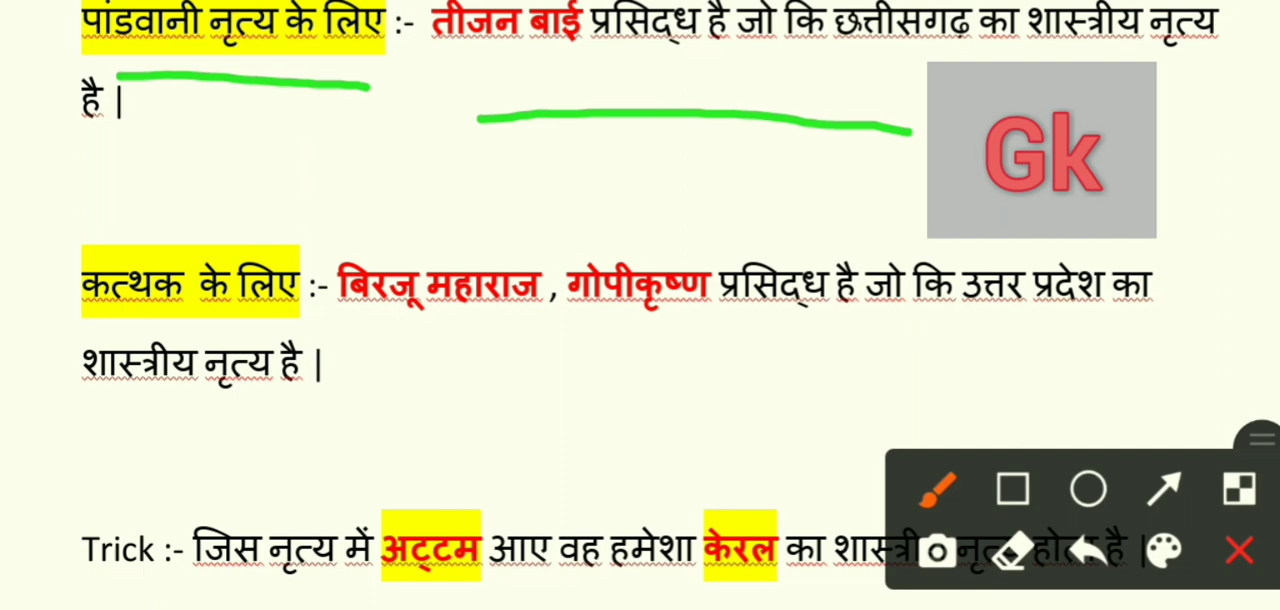 पांडवानी नृत्य के लिए :- तीजन बाई प्रसिद्ध है जो कि छत्तीसगढ़ का शास्त्रीय नृत्य
है |
Gk
कत्थक के लिए :- बिरजू महाराज , गोपीकृष्ण प्रसिद्ध है जो कि उत्तर प्रदेश का
शास्त्रीय नृत्य है |
Trick :- जिस नृत्य में अट्टम आए वह हमेशा केरल का शास्त्री नृत्य होता है |